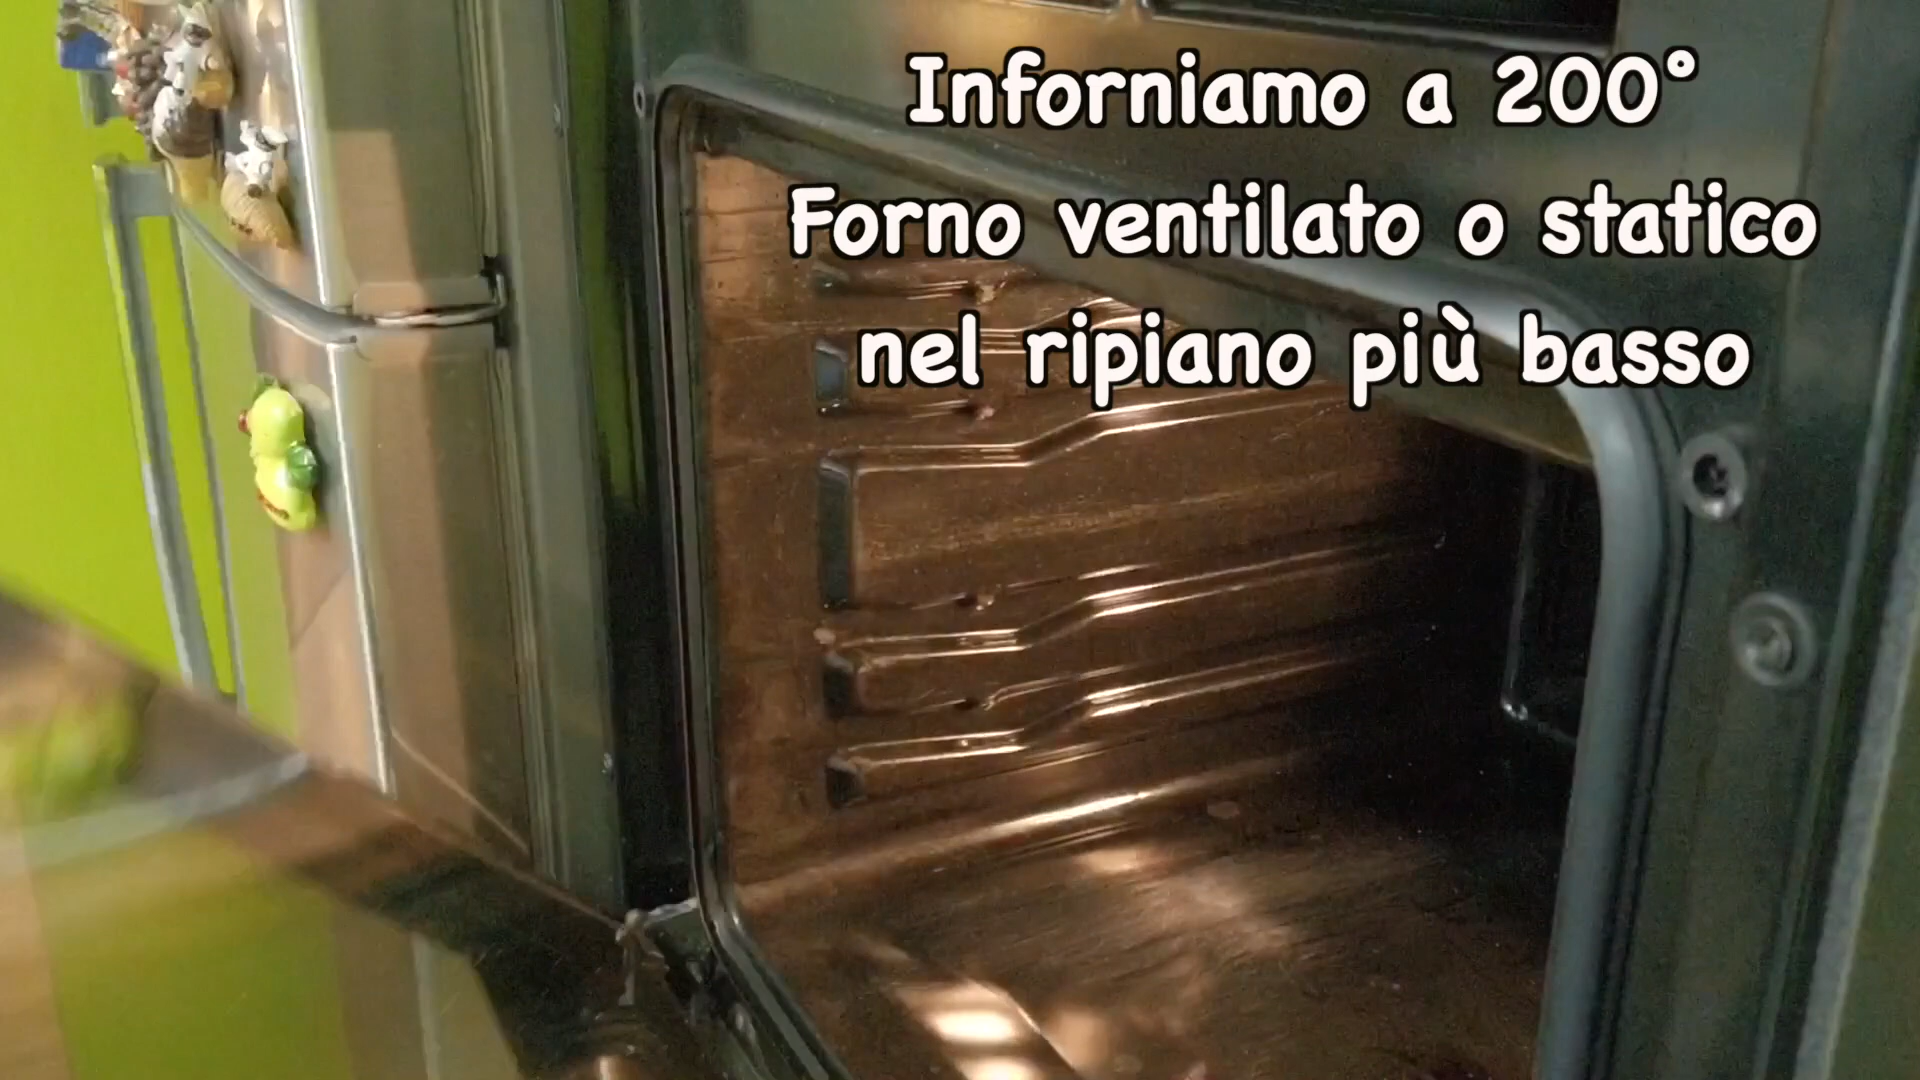 Inforniamo a 200°
Forno ventilato o statico
nel ripiano più basso